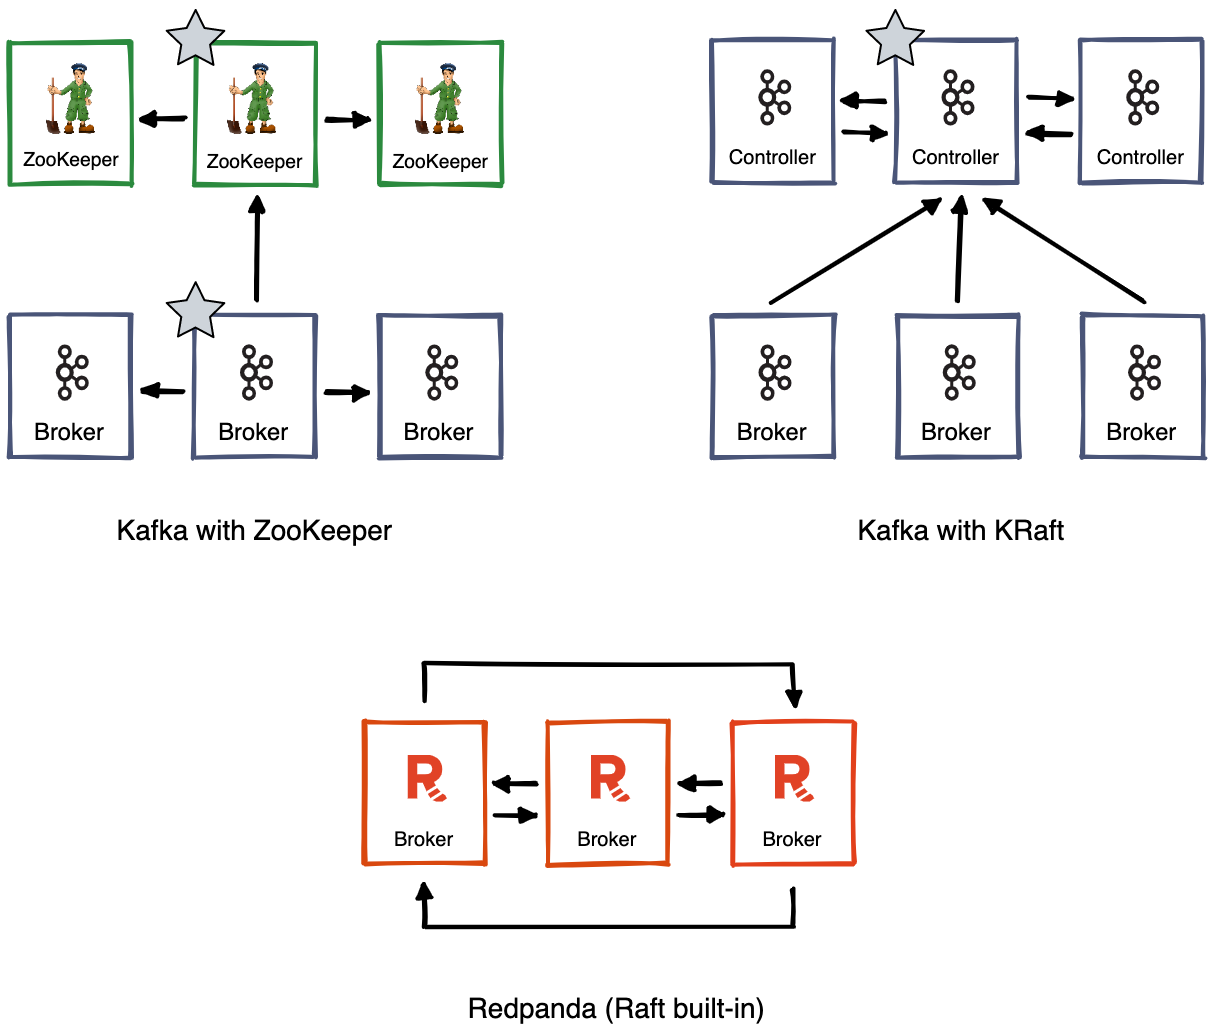 ZooKeeper
ZooKeeper
ZooKeeper
Broker
Broker
Broker
Kafka with ZooKeeper
Controller
Controller
Controller
Broker
Broker
Broker
Kafka with KRaft
R
Broker
R
Broker
R
Broker
Redpanda (Raft built-in)